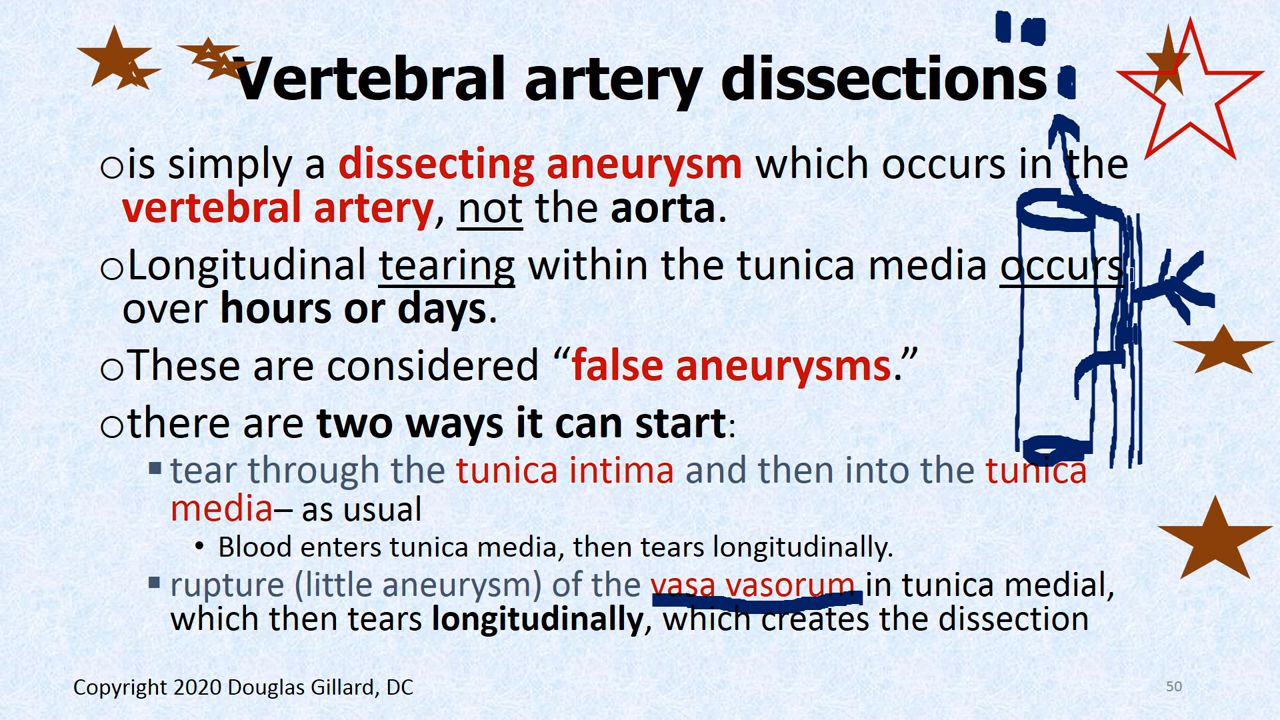 Vertebral artery dissections
○is simply a dissecting aneurysm which occurs in the
vertebral artery, not the aorta.
○Longitudinal tearing within the tunica media occurs
over hours or days.
○These are considered “false aneurysms.”
○there are two ways it can start:
▪ tear through the tunica intima and then into the tunica
media– as usual
• Blood enters tunica media, then tears longitudinally.
▪ rupture (little aneurysm) of the vasa vasorum in tunica medial,
which then tears longitudinally, which creates the dissection
Copyright 2020 Douglas Gillard, DC
50